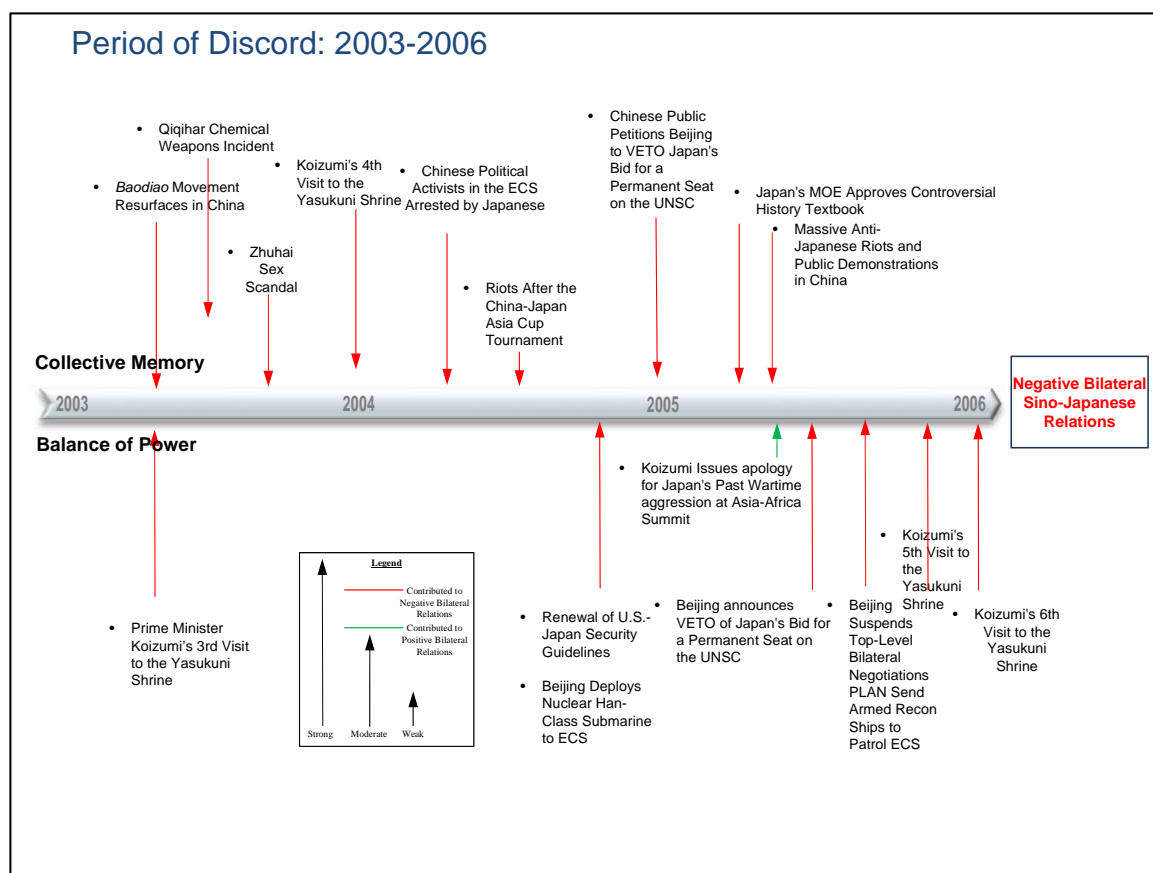 Period of Discord: 2003-2006
• Qiqihar Chemical
Weapons Incident
• Baodiao Movement
Resurfaces in China
• Zhuhai
Sex
Scandal
• Koizumi's 4th
Visit to the
Yasukuni Shrine
• Chinese Political
Activists in the ECS
Arrested by Japanese
• Riots After the
China-Japan
Asia Cup
Tournament
• Chinese Public
Petitions Beijing
to VETO Japan's
Bid for a
Permanent Seat
on the UNSC
• Japan's MOE Approves Controversial
History Textbook
• Massive Anti-
Japanese Riots and
Public Demonstrations
in China
Collective Memory
2003
2004
2005
2006
Negative Bilateral
Sino-Japanese
Relations
Balance of Power
• Prime Minister
Koizumi's 3rd Visit
to the Yasukuni
Shrine
Legend
Contributed to
Negative Bilateral
Relations
Contributed to
Positive Bilateral
Relations
Strong
Moderate
Weak
• Renewal of U.S.-
Japan Security
Guidelines
• Beijing Deploys
Nuclear Han-
Class Submarine
to ECS
• Koizumi Issues apology
for Japan's Past Wartime
aggression at Asia-Africa
Summit
• Beijing announces
VETO of Japan's Bid for
a Permanent Seat on
the UNSC
• Beijing
Suspends
Top-Level
Bilateral
Negotiations
PLAN Send
Armed Recon
Ships to
Patrol ECS
• Koizumi's
5th Visit to
the
Yasukuni
Shrine
• Koizumi's 6th
Visit to the
Yasukuni
Shrine